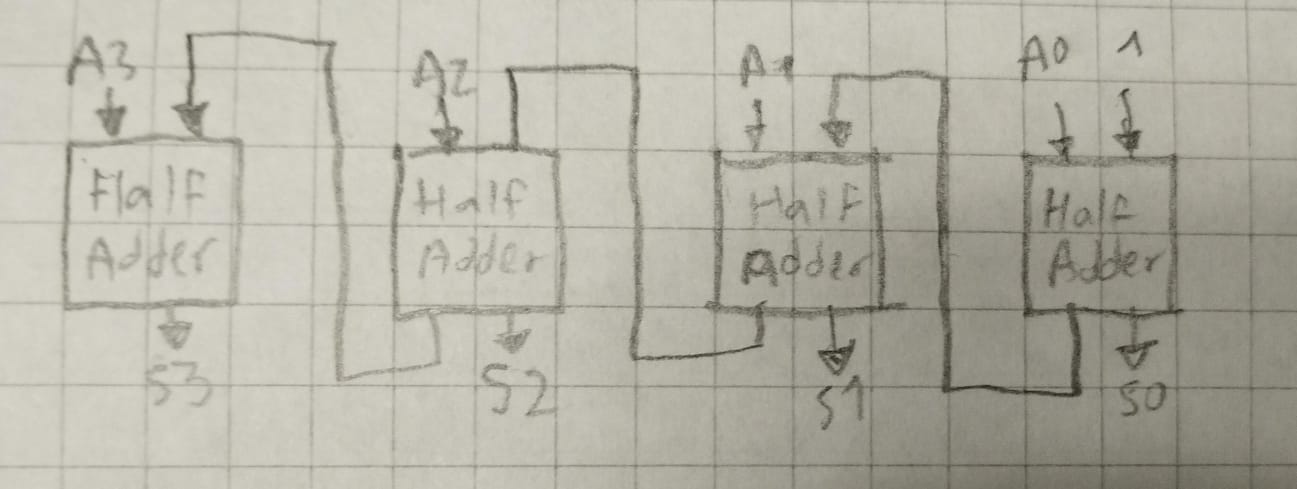 A3 A2 A1 A0 1
Half Half Half Half
Adder Adder Adder Adder
S3 S2 S1 S0